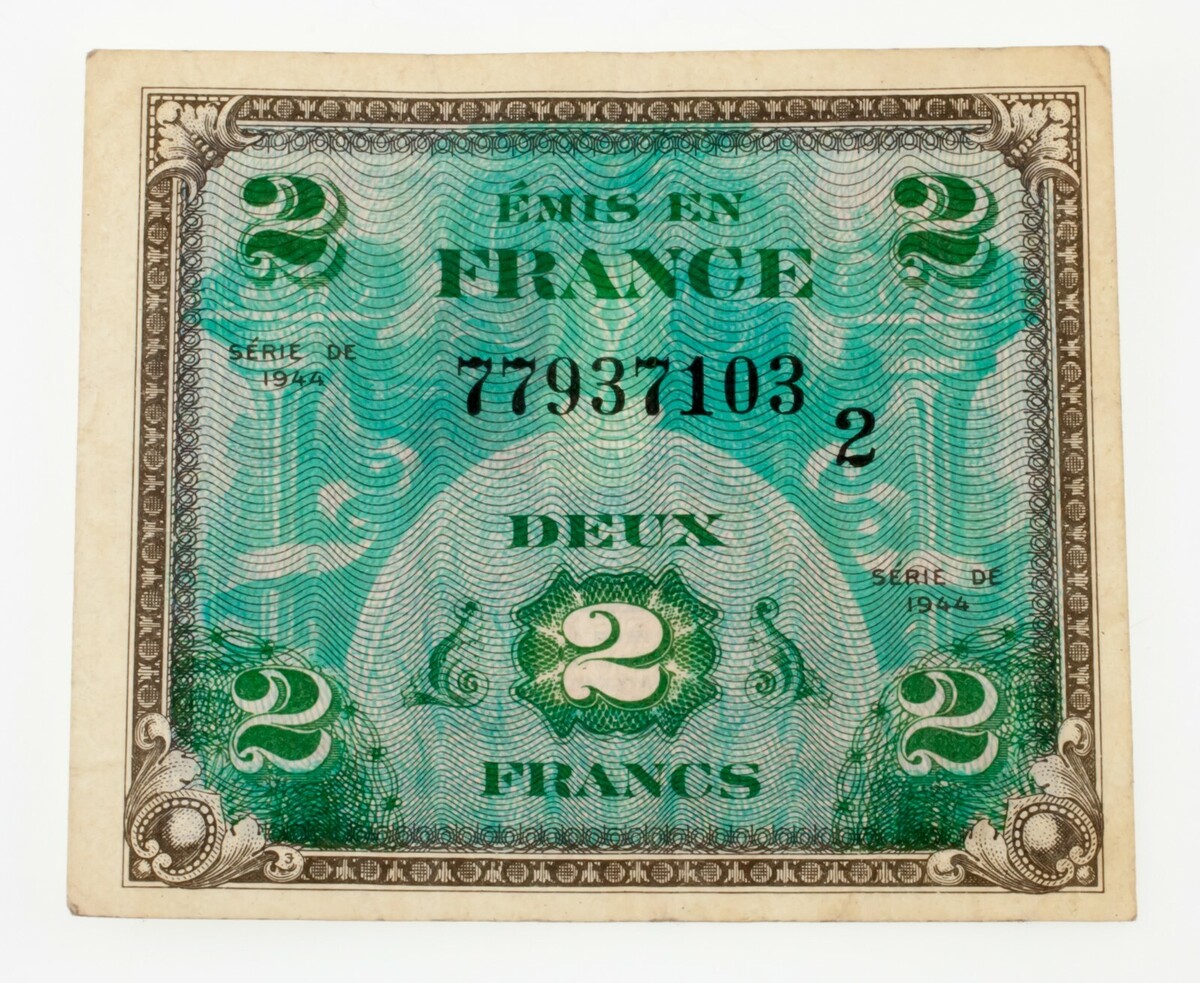 2 2
ÉMIS EN
FRANCE
SÉRIE DE
1944
77937103
2
DEUX
SÉRIE DE
1944
2 2 2
FRANCS
3